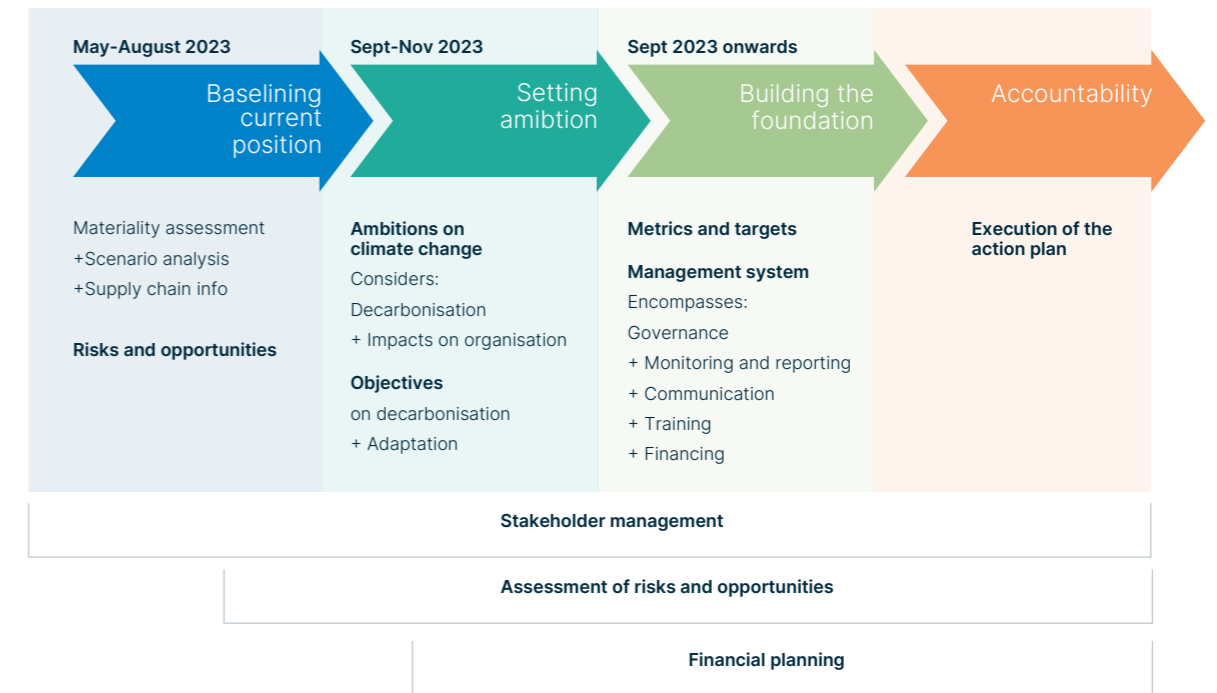 May-August 2023
Baselining
current
position
Materiality assessment
+Scenario analysis
+Supply chain info
Risks and opportunities
Sept-Nov 2023
Setting
amibtion
Ambitions on
climate change
Considers:
Decarbonisation
+ Impacts on organisation
Objectives
on decarbonisation
+ Adaptation
Sept 2023 onwards
Building the
foundation
Metrics and targets
Management system
Encompasses:
Governance
+ Monitoring and reporting
+ Communication
+ Training
+ Financing
Accountability
Execution of the
action plan
Stakeholder management
Assessment of risks and opportunities
Financial planning